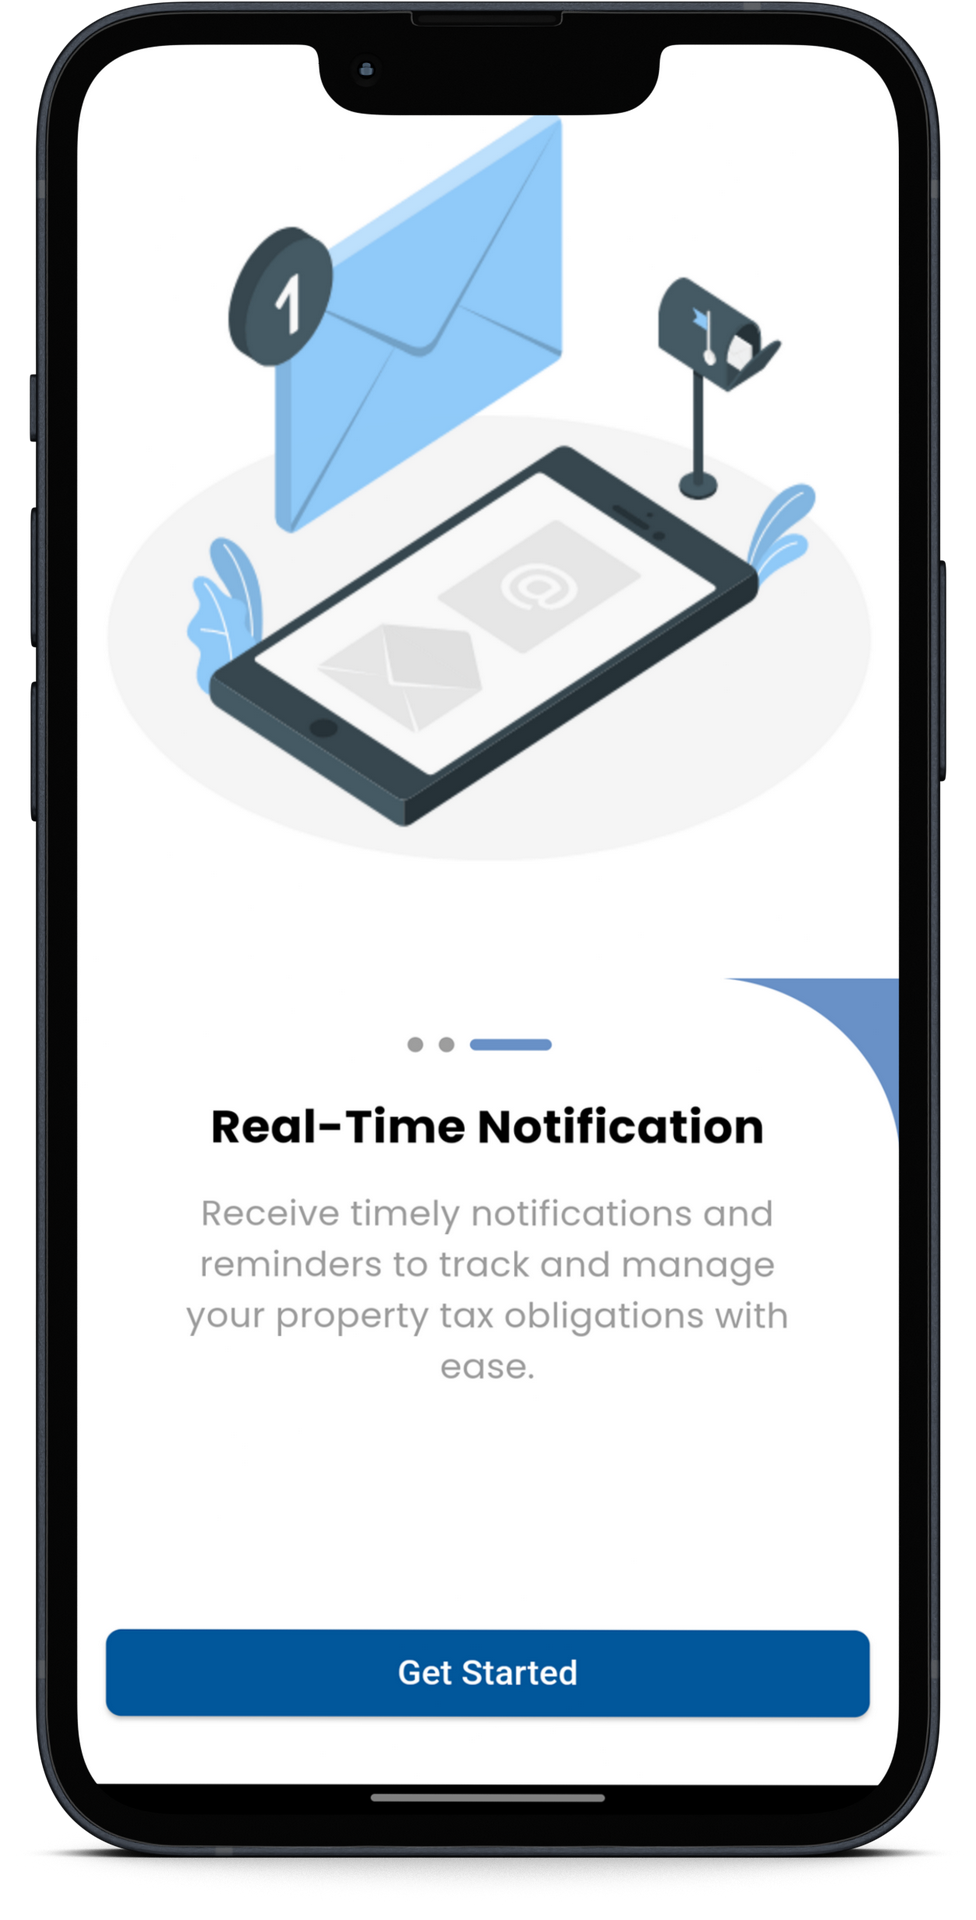 1
@
Real-Time Notification
Receive timely notifications and
reminders to track and manage
your property tax obligations with
ease.
Get Started